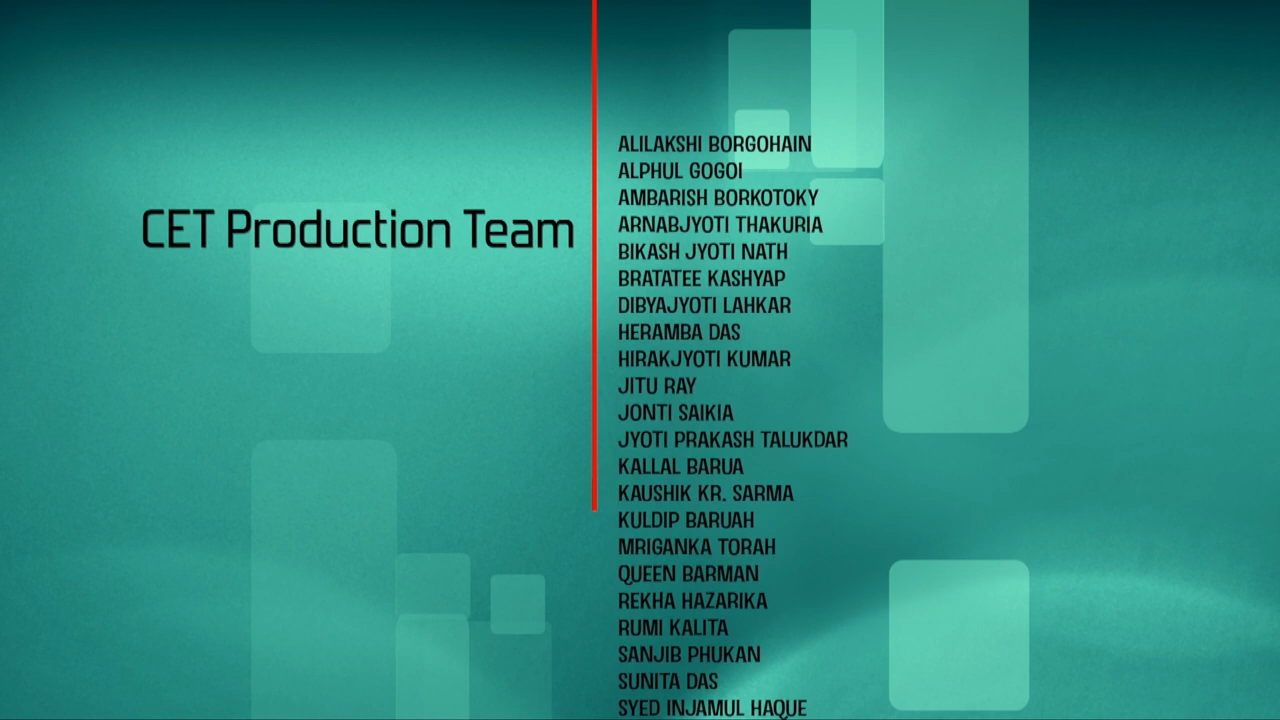 CET Production Team
ALILAKSHI BORGOHAIN
ALPHUL GOGOI
AMBARISH BORKOTOKY
ARNABJYOTI THAKURIA
BIKASH JYOTI NATH
BRATATEE KASHYAP
DIBYAJYOTI LAHKAR
HERAMBA DAS
HIRAKJYOTI KUMAR
JITU RAY
JONTI SAIKIA
JYOTI PRAKASH TALUKDAR
KALLAL BARUA
KAUSHIK KR. SARMA
KULDIP BARUAH
MRIGANKA TORAH
QUEEN BARMAN
REKHA HAZARIKA
RUMI KALITA
SANJIB PHUKAN
SUNITA DAS
SYED INJAMUL HAQUE